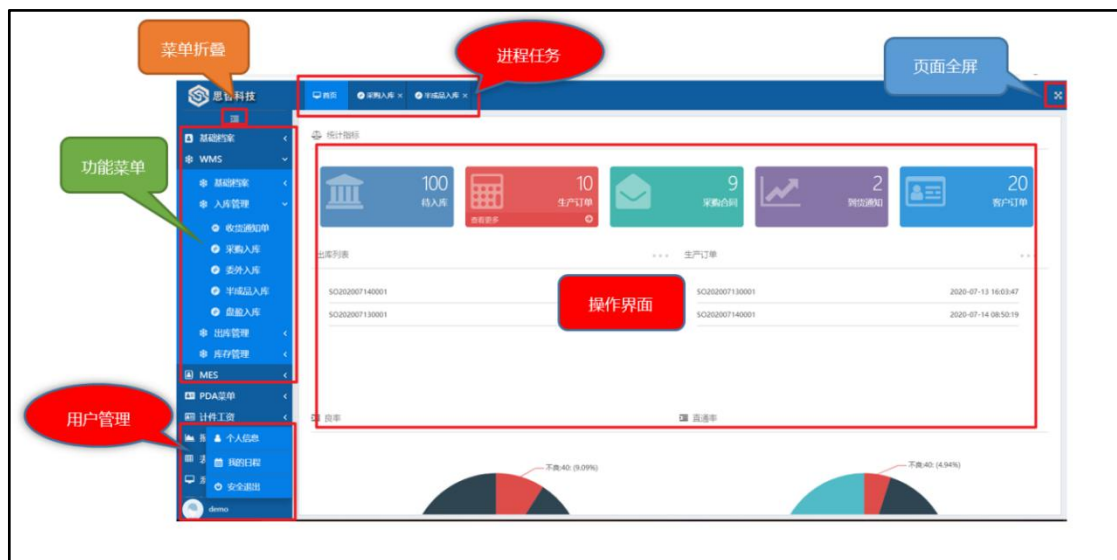 菜单折叠
进程任务
页面全屏
思普科技
首页
采购入库 ×
半成品入库 ×
功能菜单
基础档案
WMS
基础档案
入库管理
收货通知单
采购入库
委外入库
半成品入库
盘盈入库
出库管理
库存管理
MES
PDA菜单
计件工资
统计指标
100
待入库
10
生产订单
查看更多
9
采购合同
2
到货通知
20
客户订单
出库列表
生产订单
SO202007140001
SO202007130001
操作界面
SO202007130001
2020-07-13 16:03:47
SO202007140001
2020-07-14 08:50:19
用户管理
个人信息
我的日程
安全退出
demo
良率
直通率
不良:40: (9.09%)
不良:40: (4.94%)